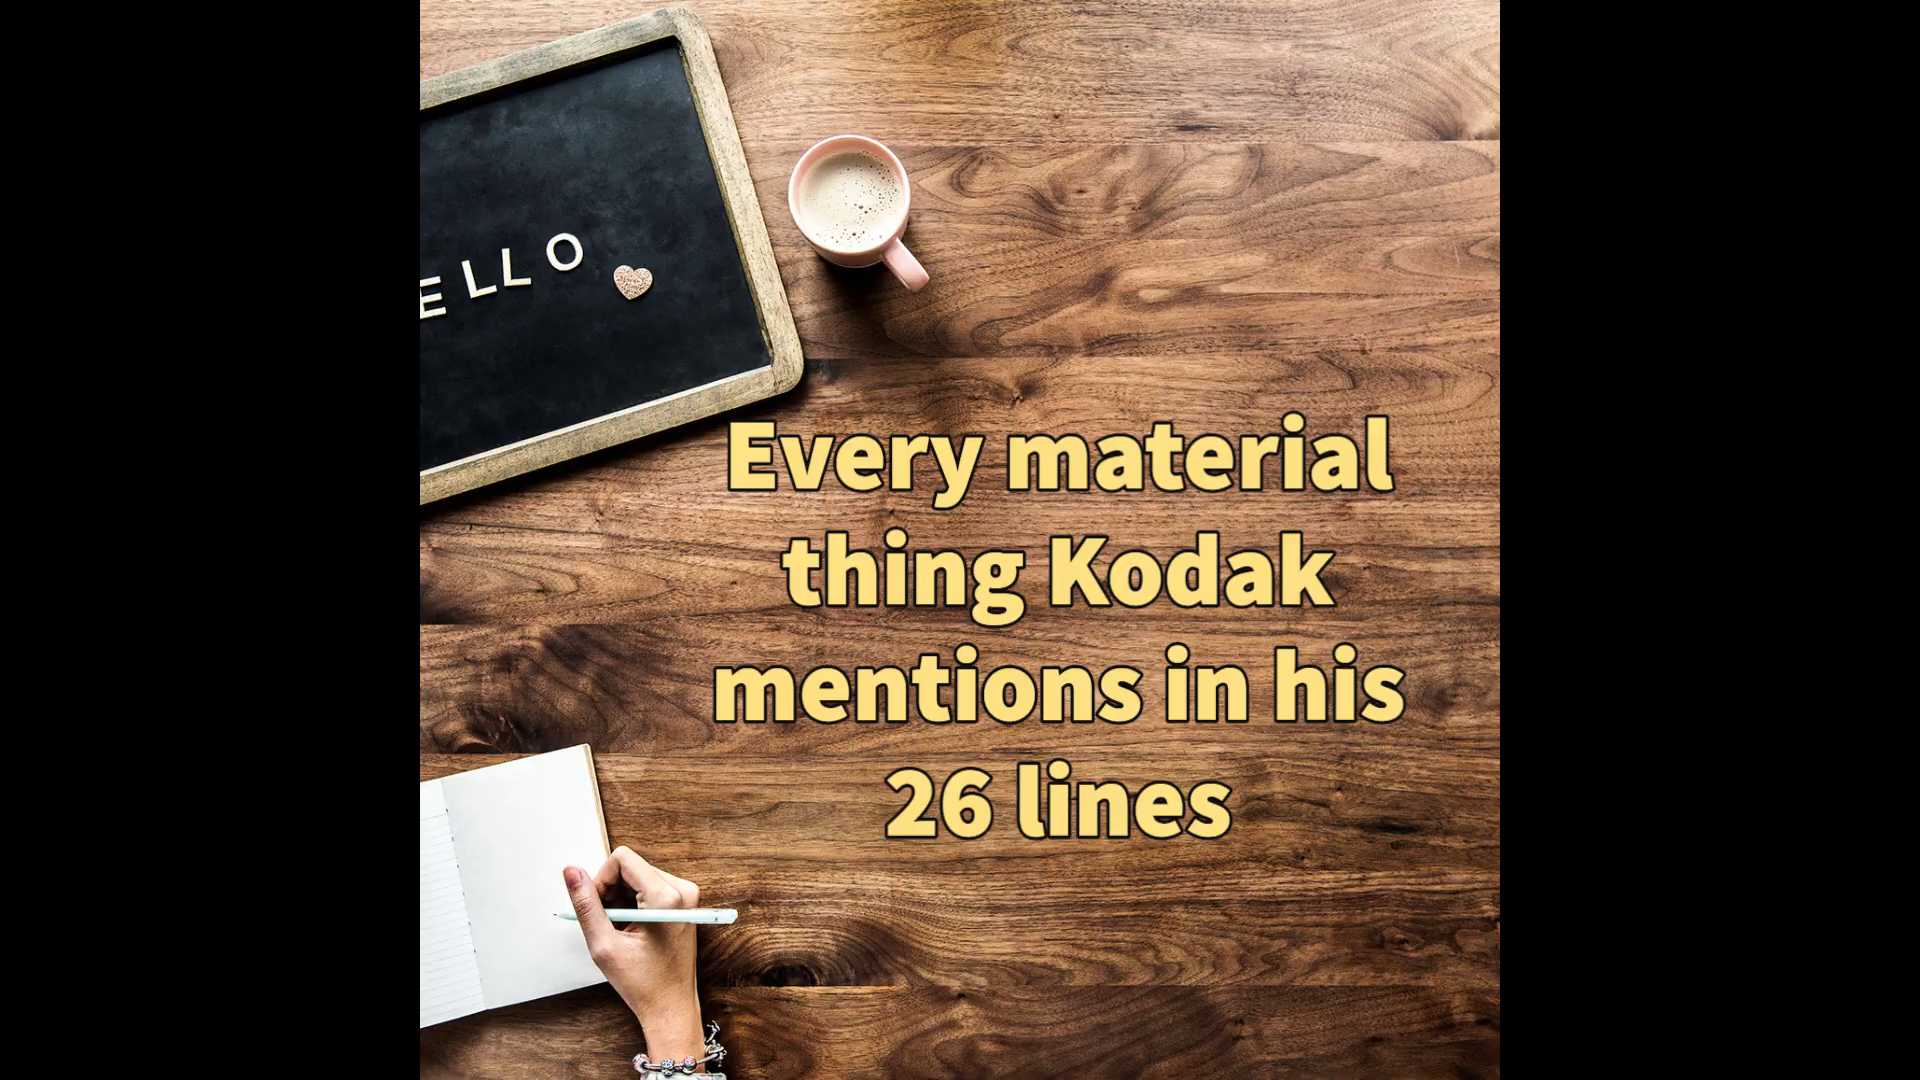 ELLO
Every material
thing Kodak
mentions in his
26 lines